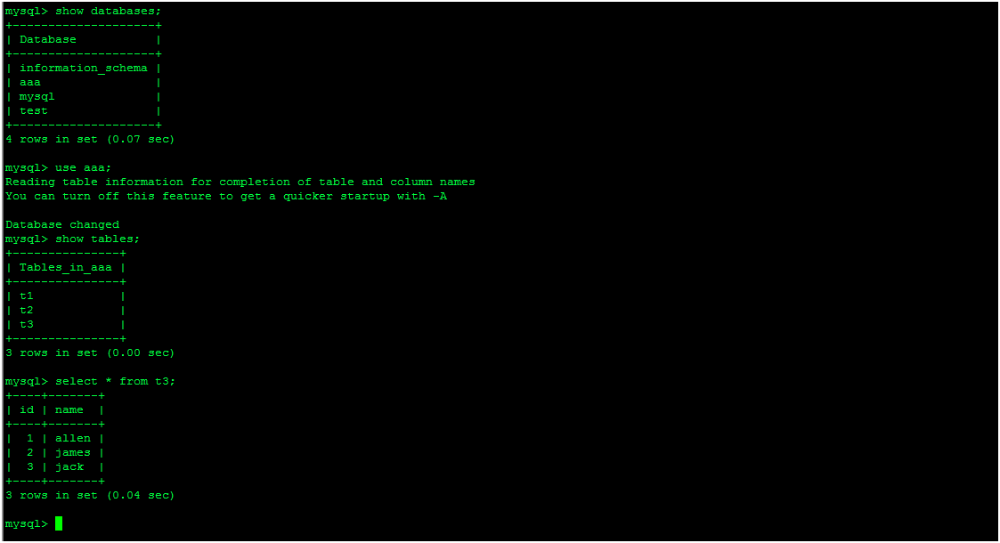 mysql> show databases;
+--------------------+
| Database           |
+--------------------+
| information_schema |
| aaa                |
| mysql              |
| test               |
+--------------------+
4 rows in set (0.07 sec)
mysql> use aaa;
Reading table information for completion of table and column names
You can turn off this feature to get a quicker startup with -A
Database changed
mysql> show tables;
+---------------+
| Tables_in_aaa |
+---------------+
| t1            |
| t2            |
| t3            |
+---------------+
3 rows in set (0.00 sec)
mysql> select * from t3;
+----+-------+
| id | name  |
+----+-------+
|  1 | allen |
|  2 | james |
|  3 | jack  |
+----+-------+
3 rows in set (0.04 sec)
mysql>